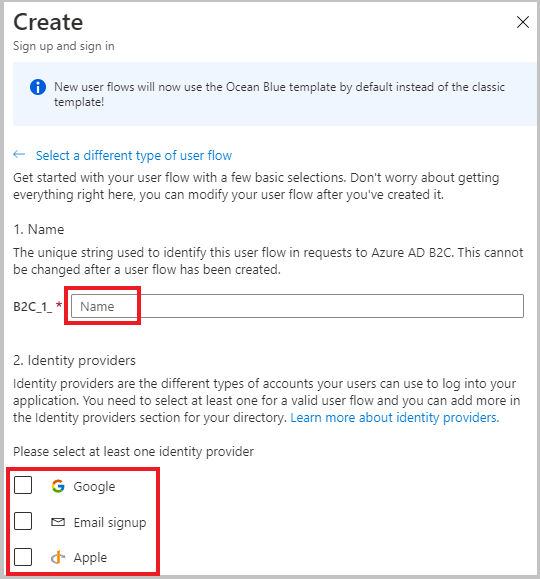 Create
Sign up and sign in
New user flows will now use the Ocean Blue template by default instead of the classic
template!
Select a different type of user flow
Get started with your user flow with a few basic selections. Don't worry about getting
everything right here, you can modify your user flow after you've created it.
1. Name
The unique string used to identify this user flow in requests to Azure AD B2C. This cannot
be changed after a user flow has been created.
B2C_1_ * Name
2. Identity providers
Identity providers are the different types of accounts your users can use to log into your
application. You need to select at least one for a valid user flow and you can add more in
the Identity providers section for your directory. Learn more about identity providers.
Please select at least one identity provider
Google
Email signup
Apple